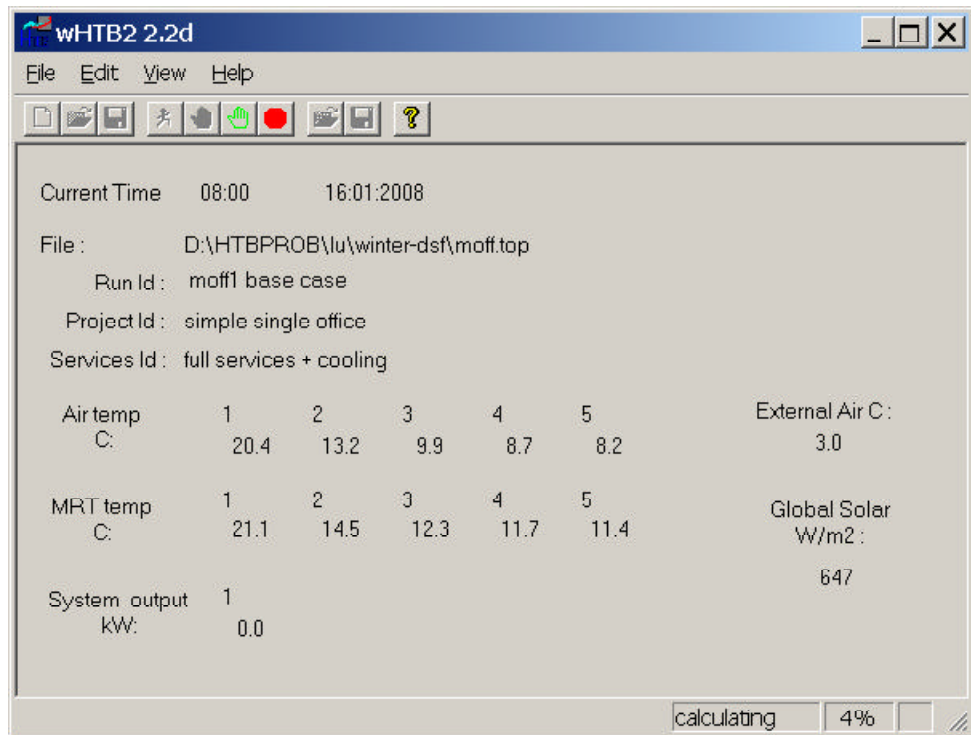 wHTB2 2.2d
File Edit View Help
Current Time 08:00 16:01:2008
File : D:\HTBPROB\lu\winter-dsf\moff.top
Run Id : moff1 base case
Project Id : simple single office
Services Id : full services + cooling
Air temp 1 2 3 4 5 External Air C :
C: 20.4 13.2 9.9 8.7 8.2 3.0
MRT temp 1 2 3 4 5 Global Solar
C: 21.1 14.5 12.3 11.7 11.4 W/m2 :
647
System output 1
kW: 0.0
calculating 4%